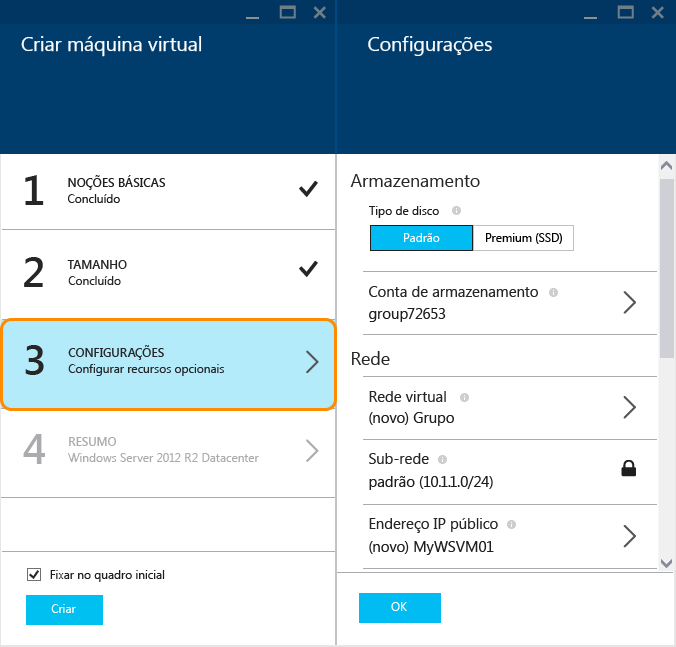 Criar máquina virtual
1
NOÇÕES BÁSICAS
Concluído
2
TAMANHO
Concluído
3
CONFIGURAÇÕES
Configurar recursos opcionais
4
RESUMO
Windows Server 2012 R2 Datacenter
Fixar no quadro inicial
Criar
Configurações
Armazenamento
Tipo de disco
Padrão Premium (SSD)
Conta de armazenamento
group72653
Rede
Rede virtual
(novo) Grupo
Sub-rede
padrão (10.1.1.0/24)
Endereço IP público
(novo) MyWSVM01
OK